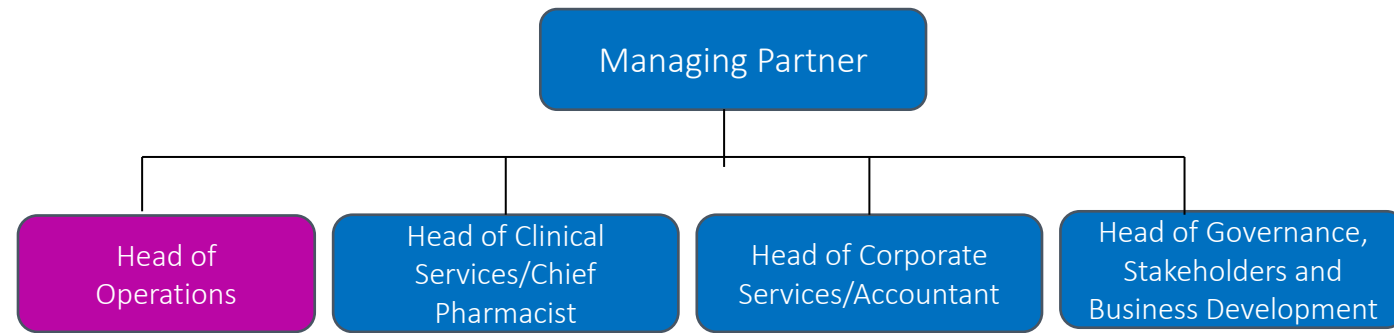 Managing Partner
Head of
Operations
Head of Clinical
Services/Chief
Pharmacist
Head of Corporate
Services/Accountant
Head of Governance,
Stakeholders and
Business Development